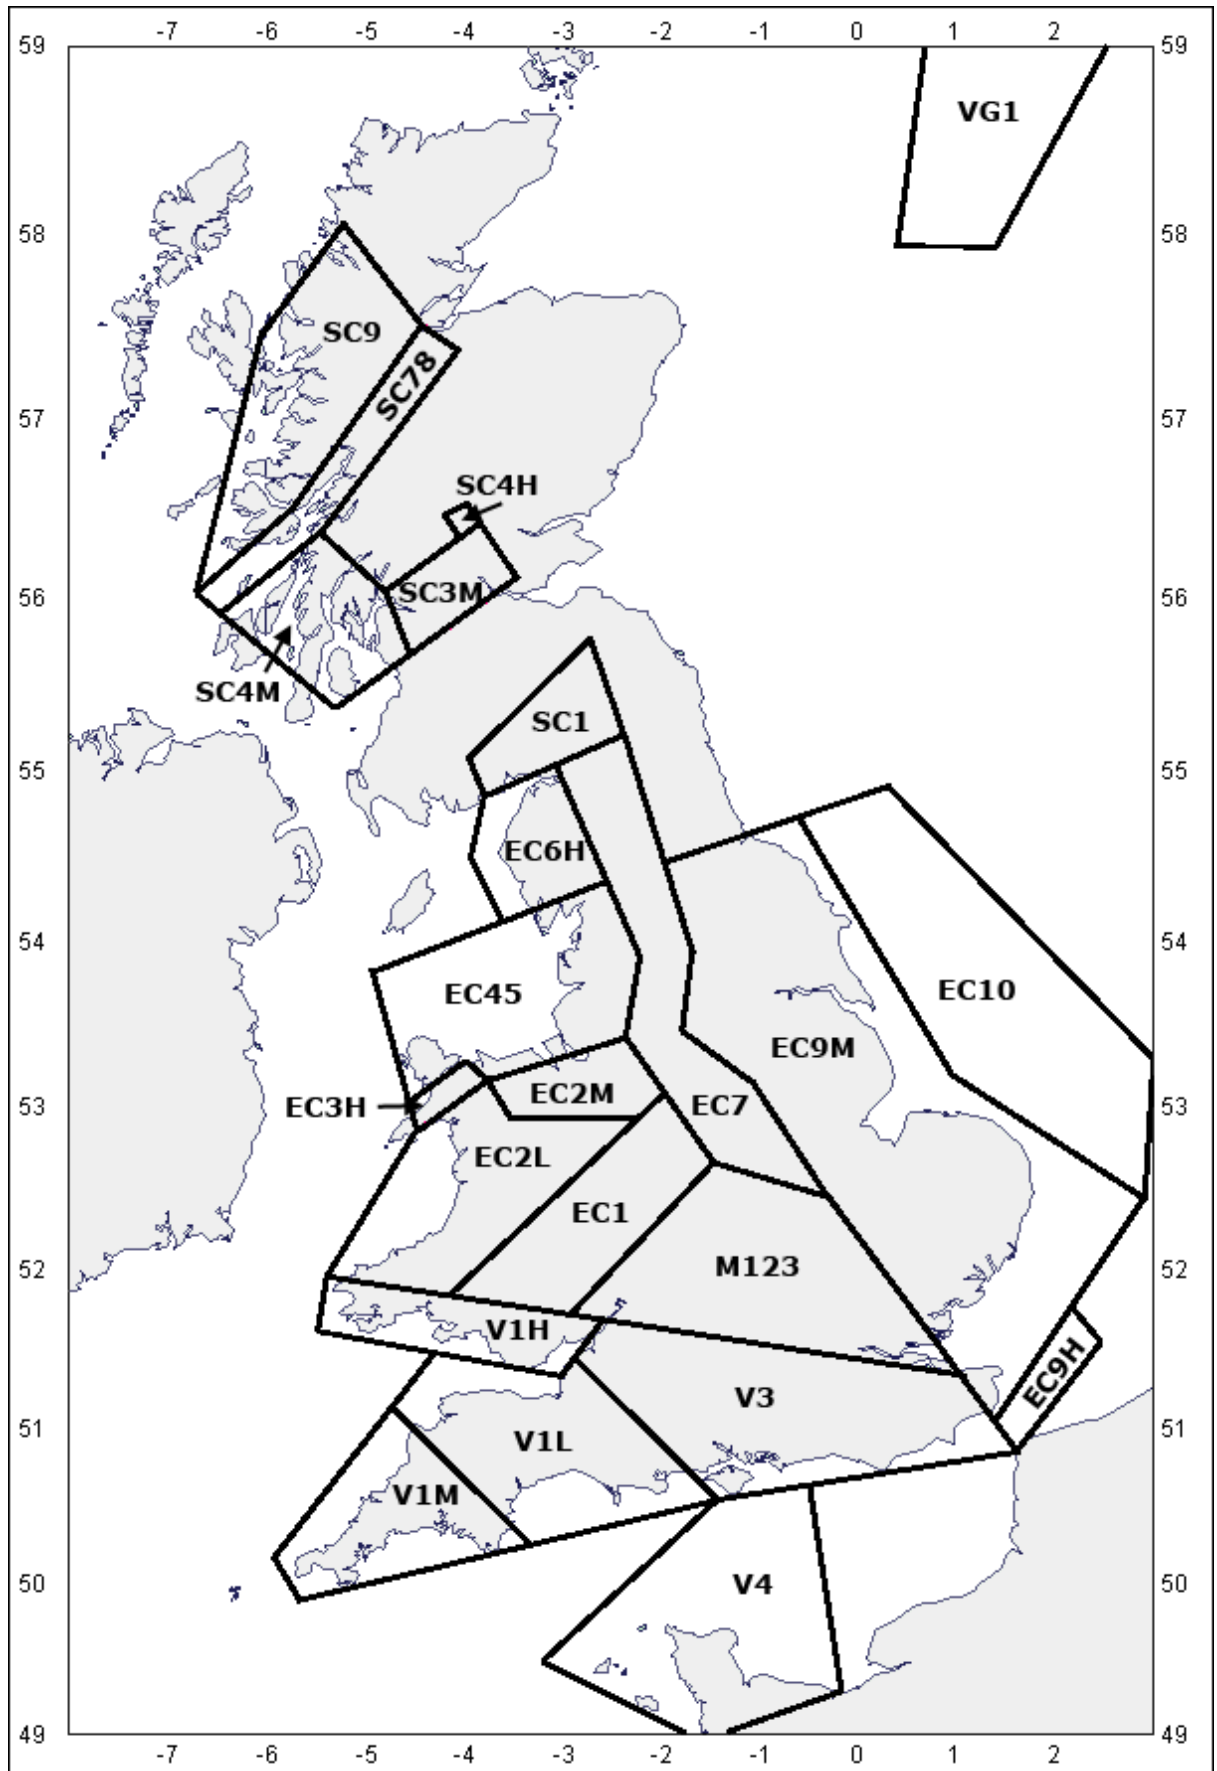 -7 -6 -5 -4 -3 -2 -1 0 1 2
59 59
VG1
58 58
SC9
SC78
57 57
SC4H
SC3M
56 56
SC4M
SC1
55 55
EC6H
54 54
EC10
EC45
EC9M
EC2M
EC3H
EC7
53 53
EC2L
EC1
M123
52 52
V1H
EC9H
V3
51 51
V1L
V1M
50 50
V4
49 49
-7 -6 -5 -4 -3 -2 -1 0 1 2